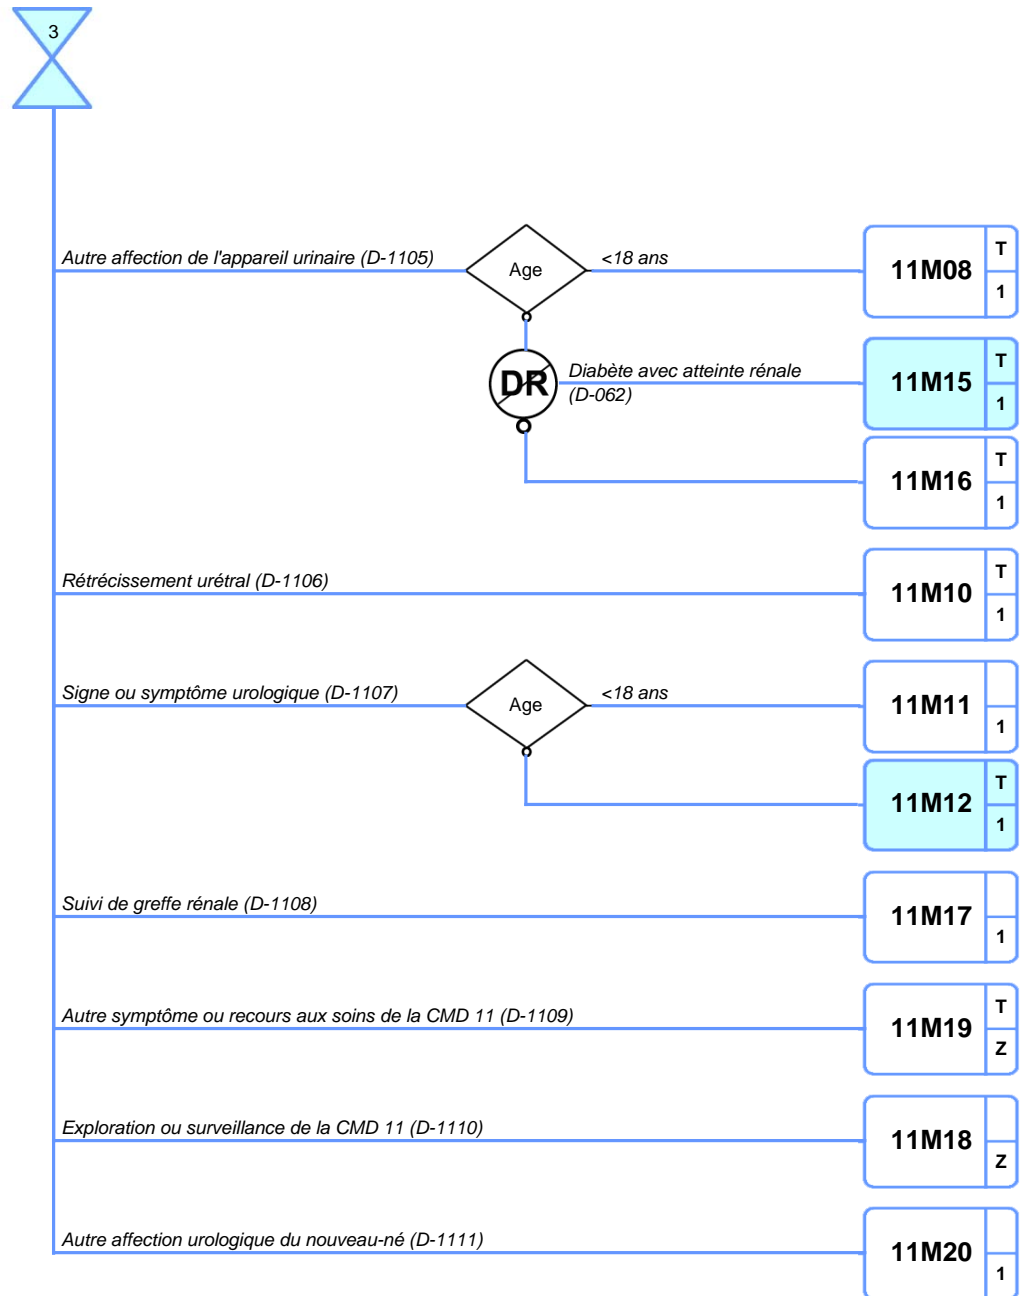 3
Autre affection de l'appareil urinaire (D-1105)
Age
<18 ans
11M08
T
1
DR
Diabète avec atteinte rénale
(D-062)
11M15
T
1
11M16
T
1
Rétrécissement urétral (D-1106)
11M10
T
1
Signe ou symptôme urologique (D-1107)
Age
<18 ans
11M11
1
11M12
T
1
Suivi de greffe rénale (D-1108)
11M17
1
Autre symptôme ou recours aux soins de la CMD 11 (D-1109)
11M19
T
Z
Exploration ou surveillance de la CMD 11 (D-1110)
11M18
Z
Autre affection urologique du nouveau-né (D-1111)
11M20
1